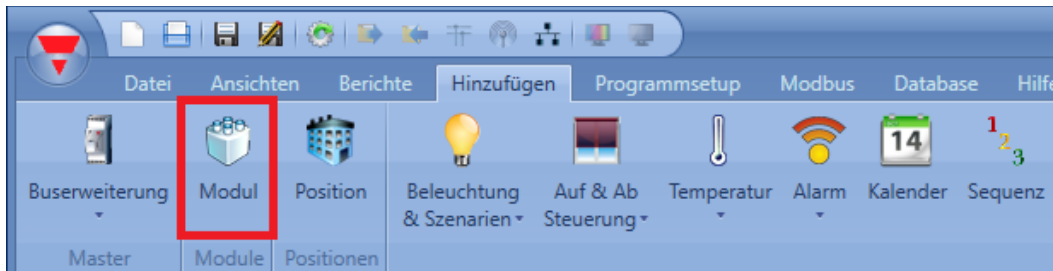 Datei Ansichten Berichte Hinzufügen Programmsetup Modbus Database Hilfe
14 1 2 3
Buserweiterung Modul Position Beleuchtung & Szenarien Auf & Ab Steuerung Temperatur Alarm Kalender Sequenz
Master Module Positionen